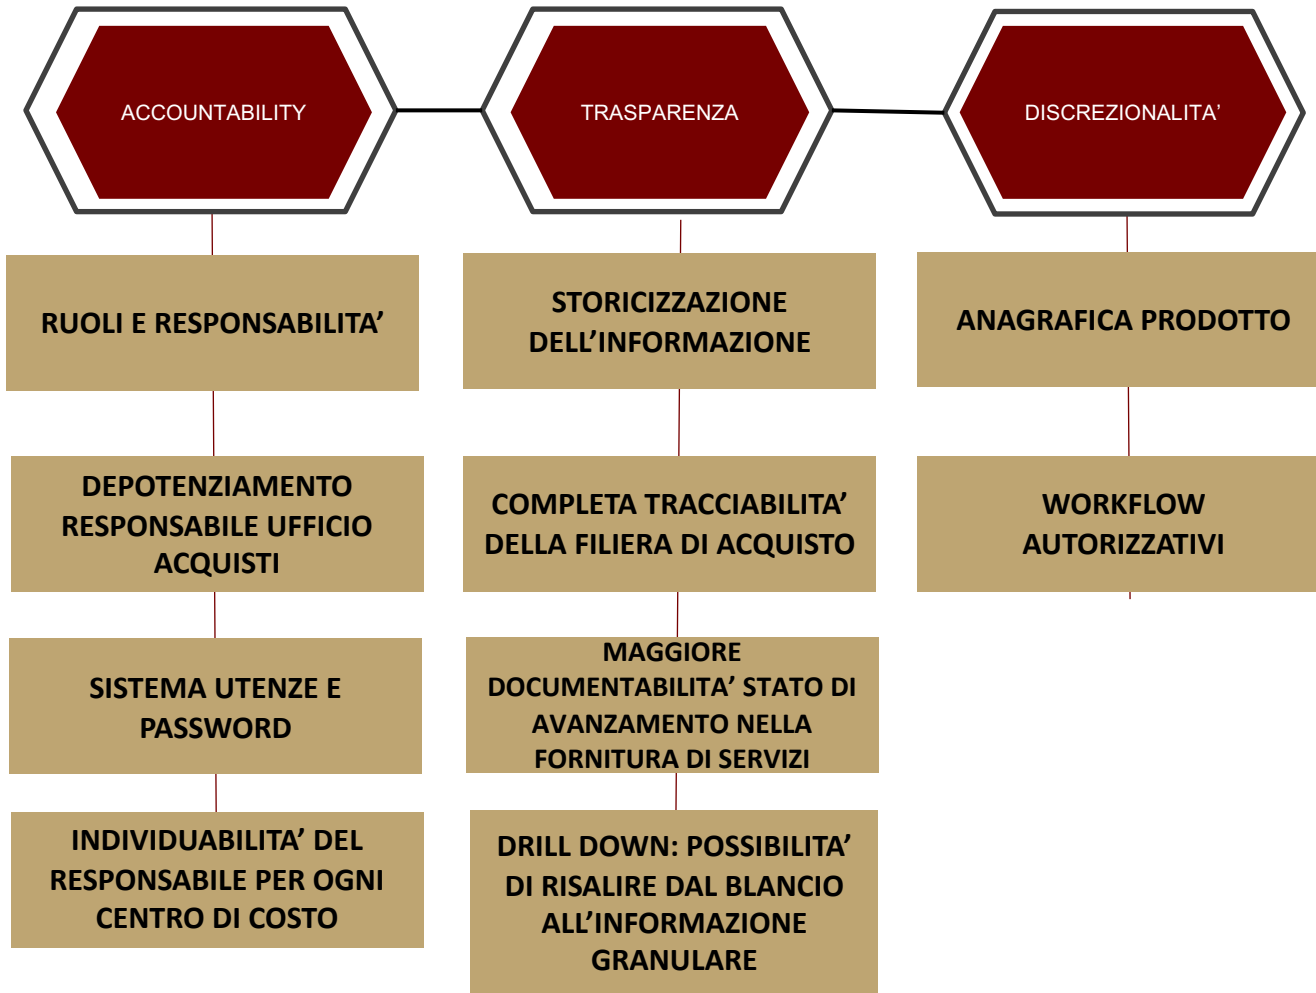 ACCOUNTABILITY
TRASPARENZA
DISCREZIONALITA’
RUOLI E RESPONSABILITA’
DEPOTENZIAMENTO
RESPONSABILE UFFICIO
ACQUISTI
SISTEMA UTENZE E
PASSWORD
INDIVIDUABILITA’ DEL
RESPONSABILE PER OGNI
CENTRO DI COSTO
STORICIZZAZIONE
DELL’INFORMAZIONE
COMPLETA TRACCIABILITA’
DELLA FILIERA DI ACQUISTO
MAGGIORE
DOCUMENTABILITA’ STATO DI
AVANZAMENTO NELLA
FORNITURA DI SERVIZI
DRILL DOWN: POSSIBILITA’
DI RISALIRE DAL BLANCIO
ALL’INFORMAZIONE
GRANULARE
ANAGRAFICA PRODOTTO
WORKFLOW
AUTORIZZATIVI